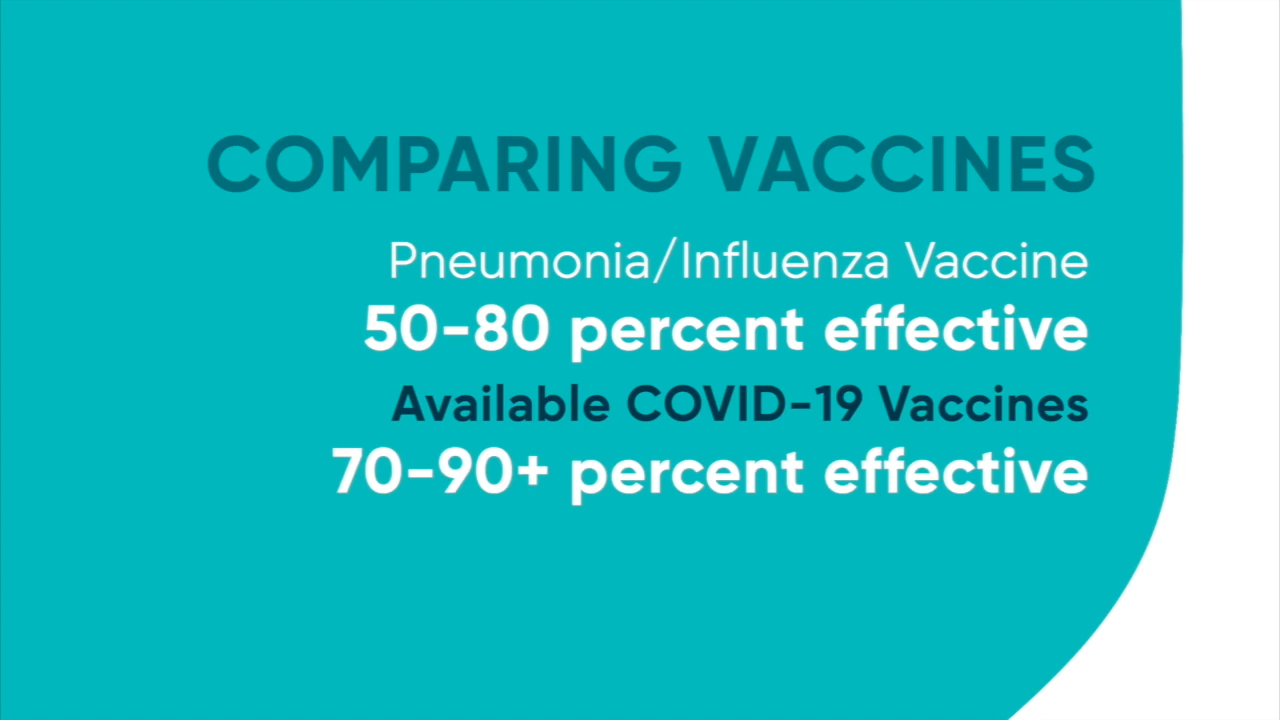 COMPARING VACCINES
Pneumonia/Influenza Vaccine
50-80 percent effective
Available COVID-19 Vaccines
70-90+ percent effective